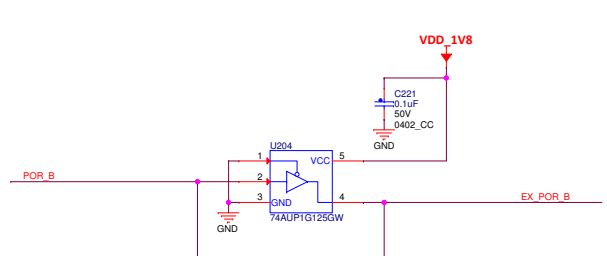 VDD_1V8
C221
0.1uF
50V
0402_CC
GND
U204
1
VCC
5
POR_B
2
3
GND
4
EX_POR_B
74AUP1G125GW
GND